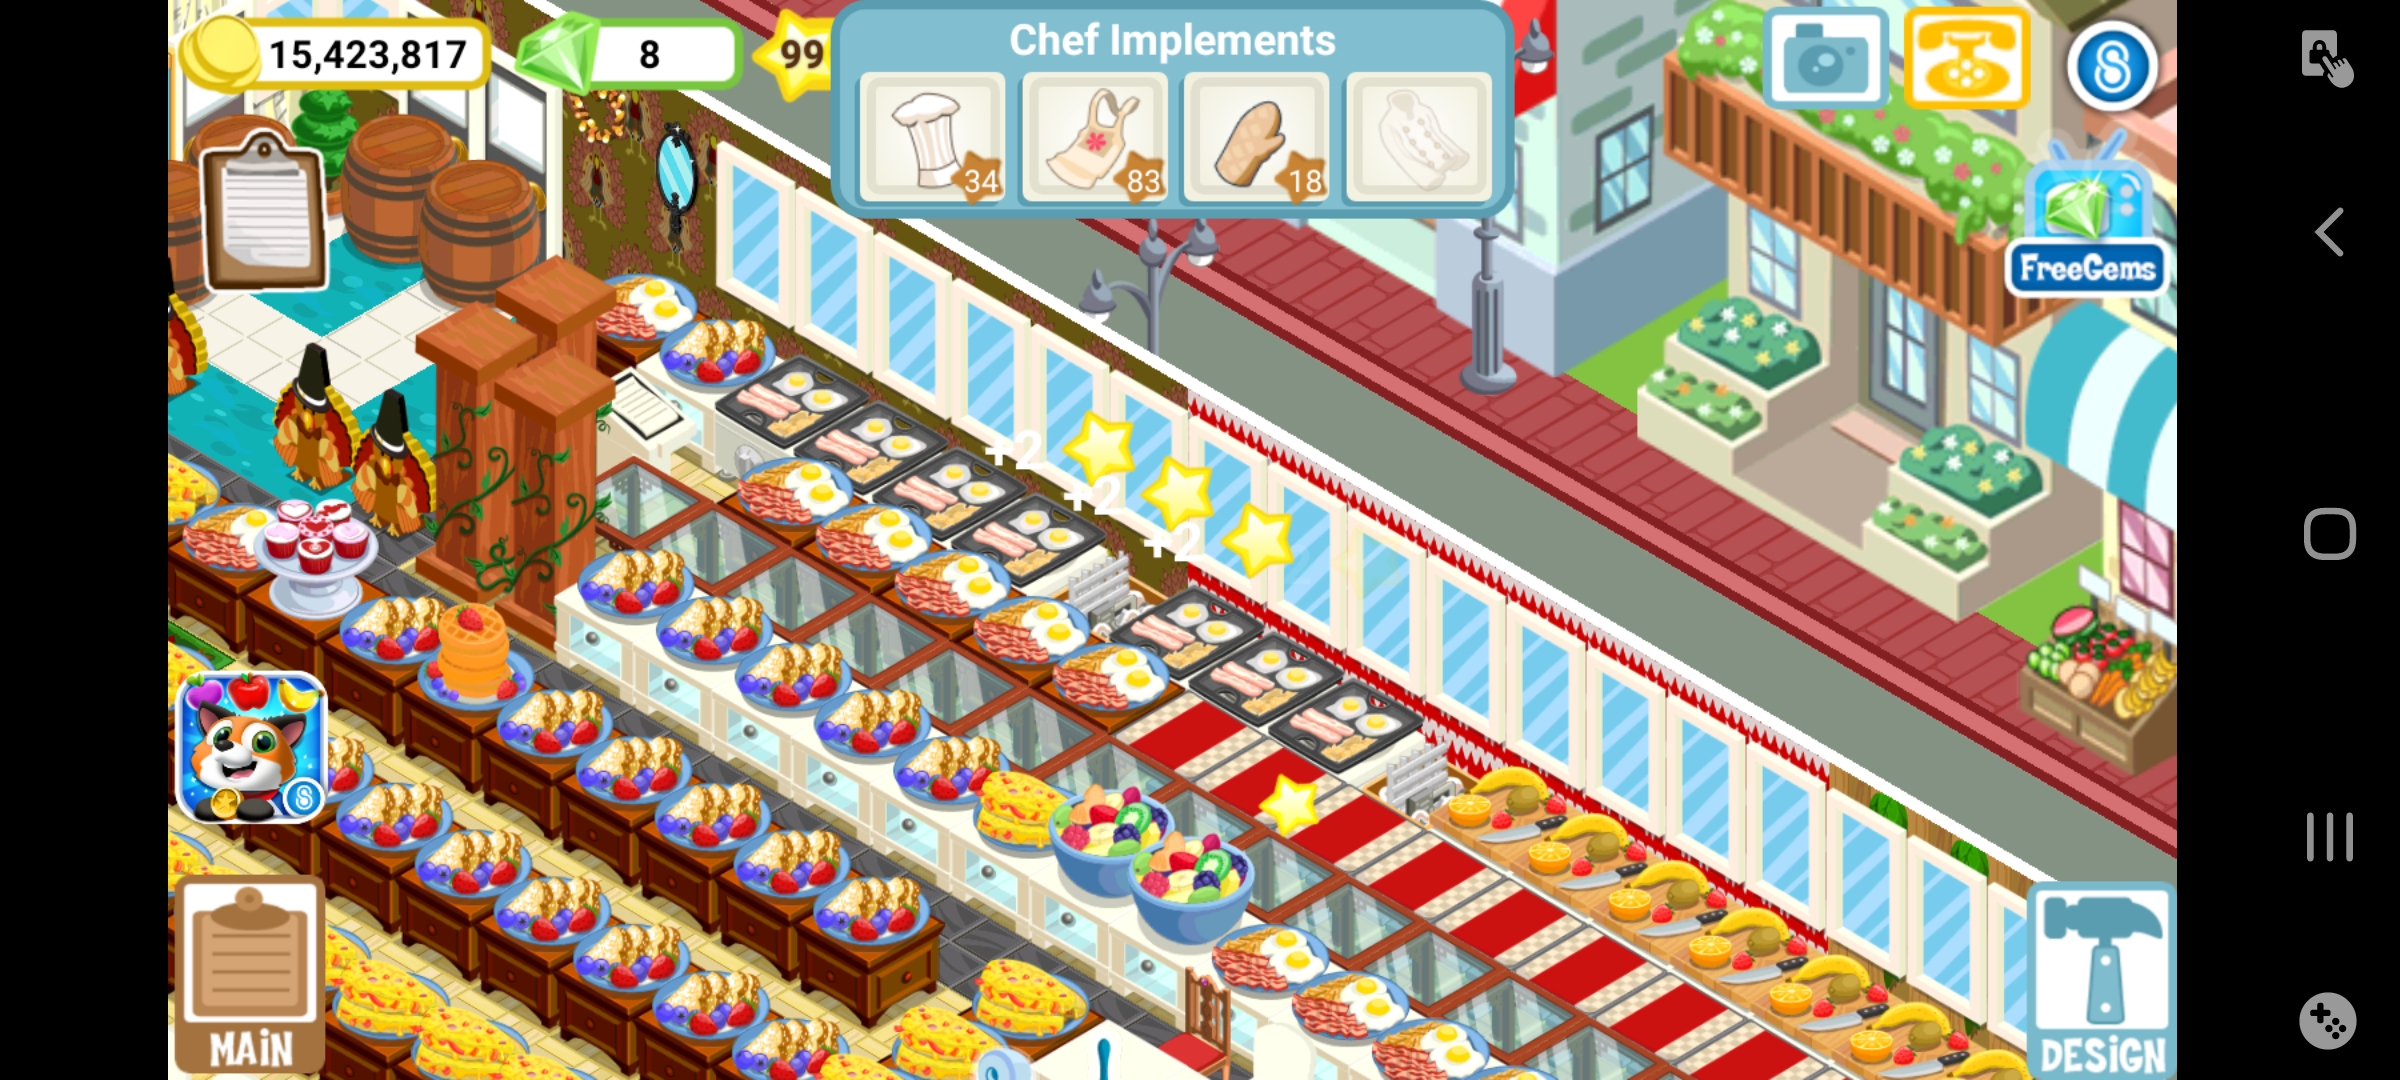 15,423,817
8
99
Chef Implements
34
83
18
FreeGems
+2
+2
+2
MAiN
DESiGN